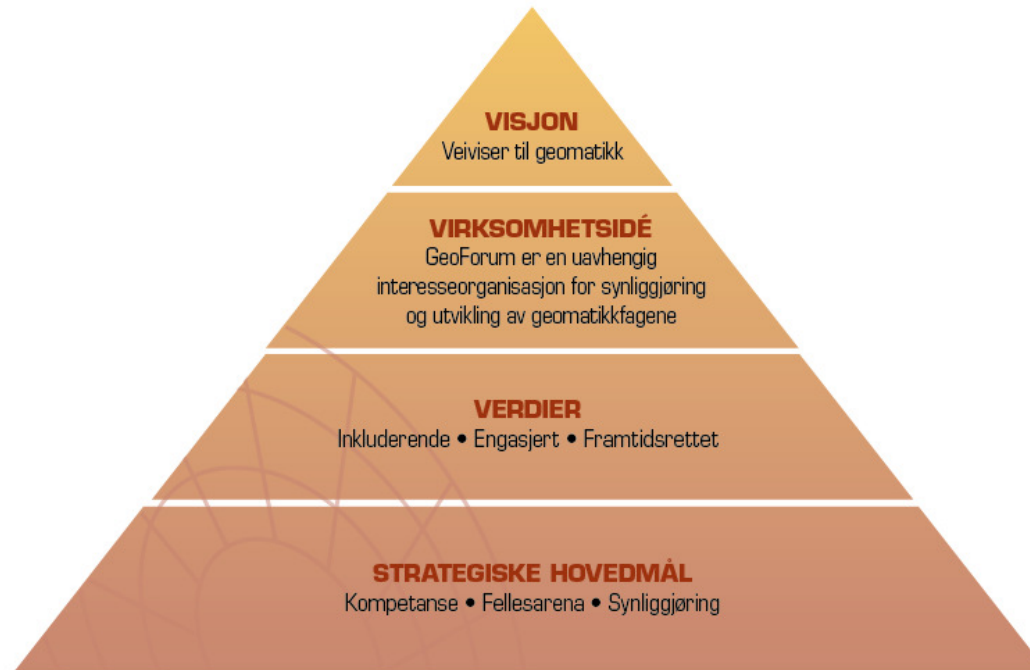 VISJON
Veiviser til geomatikk
VIRKSOMHETSIDÉ
GeoForum er en uavhengig
interesseorganisasjon for synliggjøring
og utvikling av geomatikkfagene
VERDIER
Inkluderende • Engasjert • Framtidsrettet
STRATEGISKE HOVEDMÅL
Kompetanse • Fellesarena • Synliggjøring